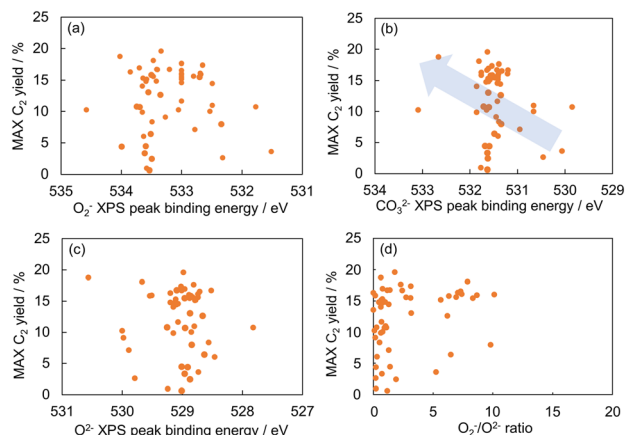 (a)
MAX C₂ yield / %
25
20
15
10
5
0
535 534 533 532 531
O₂⁻ XPS peak binding energy / eV
(b)
MAX C₂ yield / %
25
20
15
10
5
0
534 533 532 531 530 529
CO₃²⁻ XPS peak binding energy / eV
(c)
MAX C₂ yield / %
25
20
15
10
5
0
531 530 529 528 527
O²⁻ XPS peak binding energy / eV
(d)
MAX C₂ yield / %
25
20
15
10
5
0
0 5 10 15 20
O₂⁻/O²⁻ ratio